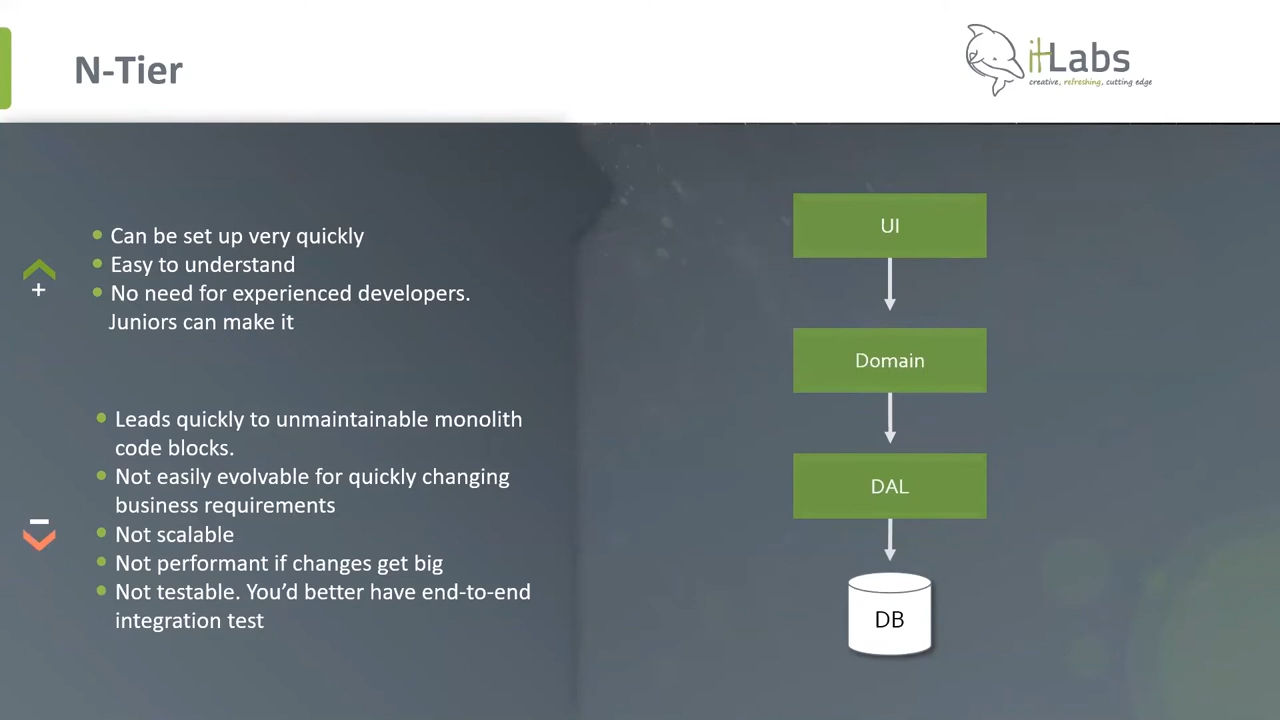 N-Tier
itLabs
creative, refreshing, cutting edge
Can be set up very quickly
Easy to understand
No need for experienced developers.
Juniors can make it
+
Leads quickly to unmaintainable monolith
code blocks.
Not easily evolvable for quickly changing
business requirements
Not scalable
Not performant if changes get big
Not testable. You’d better have end-to-end
integration test
UI
Domain
DAL
DB